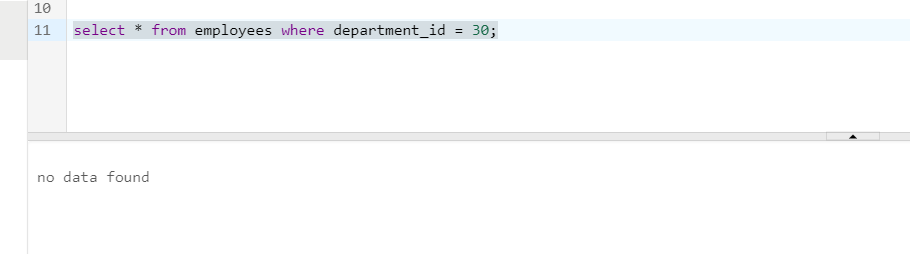 10
11 select * from employees where department_id = 30;
no data found